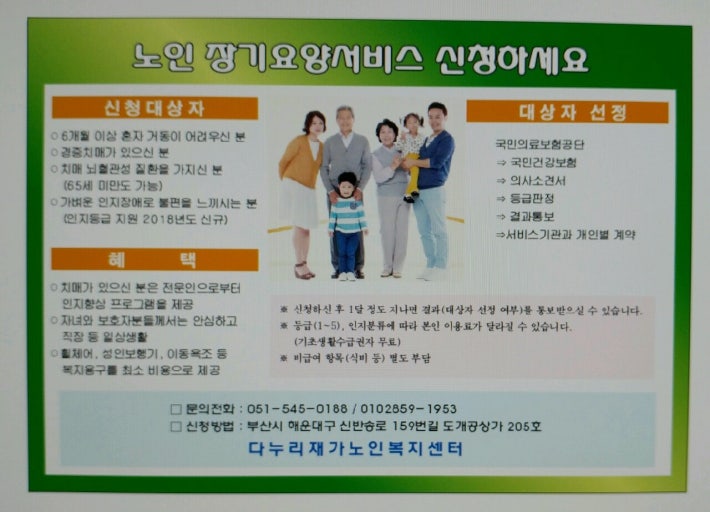 노인 장기요양서비스 신청하세요
신청대상자
○ 6개월 이상 혼자 거동이 어려우신 분
○ 경증치매가 있으신 분
○ 치매 뇌혈관성 질환을 가지신 분
(65세 미만도 가능)
○ 가벼운 인지장애로 불편을 느끼시는 분
(인지등급 지원 2018년도 신규)
혜 택
○ 치매가 있으신 분은 전문인으로부터
인지향상 프로그램을 제공
○ 자녀와 보호자분들께서는 안심하고
직장 등 일상생활
○ 휠체어, 성인보행기, 이동욕조 등
복지용구를 최소 비용으로 제공
대상자 선정
국민의료보험공단
⇒ 국민건강보험
⇒ 의사소견서
⇒ 등급판정
⇒ 결과통보
⇒서비스기관과 개인별 계약
※ 신청하신 후 1달 정도 지나면 결과(대상자 선정 여부)를 통보받으실 수 있습니다.
※ 등급(1~5), 인지분류에 따라 본인 이용료가 달라질 수 있습니다.
(기초생활수급권자 무료)
※ 비급여 항목(식비 등) 별도 부담
□ 문의전화 : 051-545-0188 / 0102859-1953
□ 신청방법 : 부산시 해운대구 신반송로 159번길 도개공상가 205호
다누리재가노인복지센터